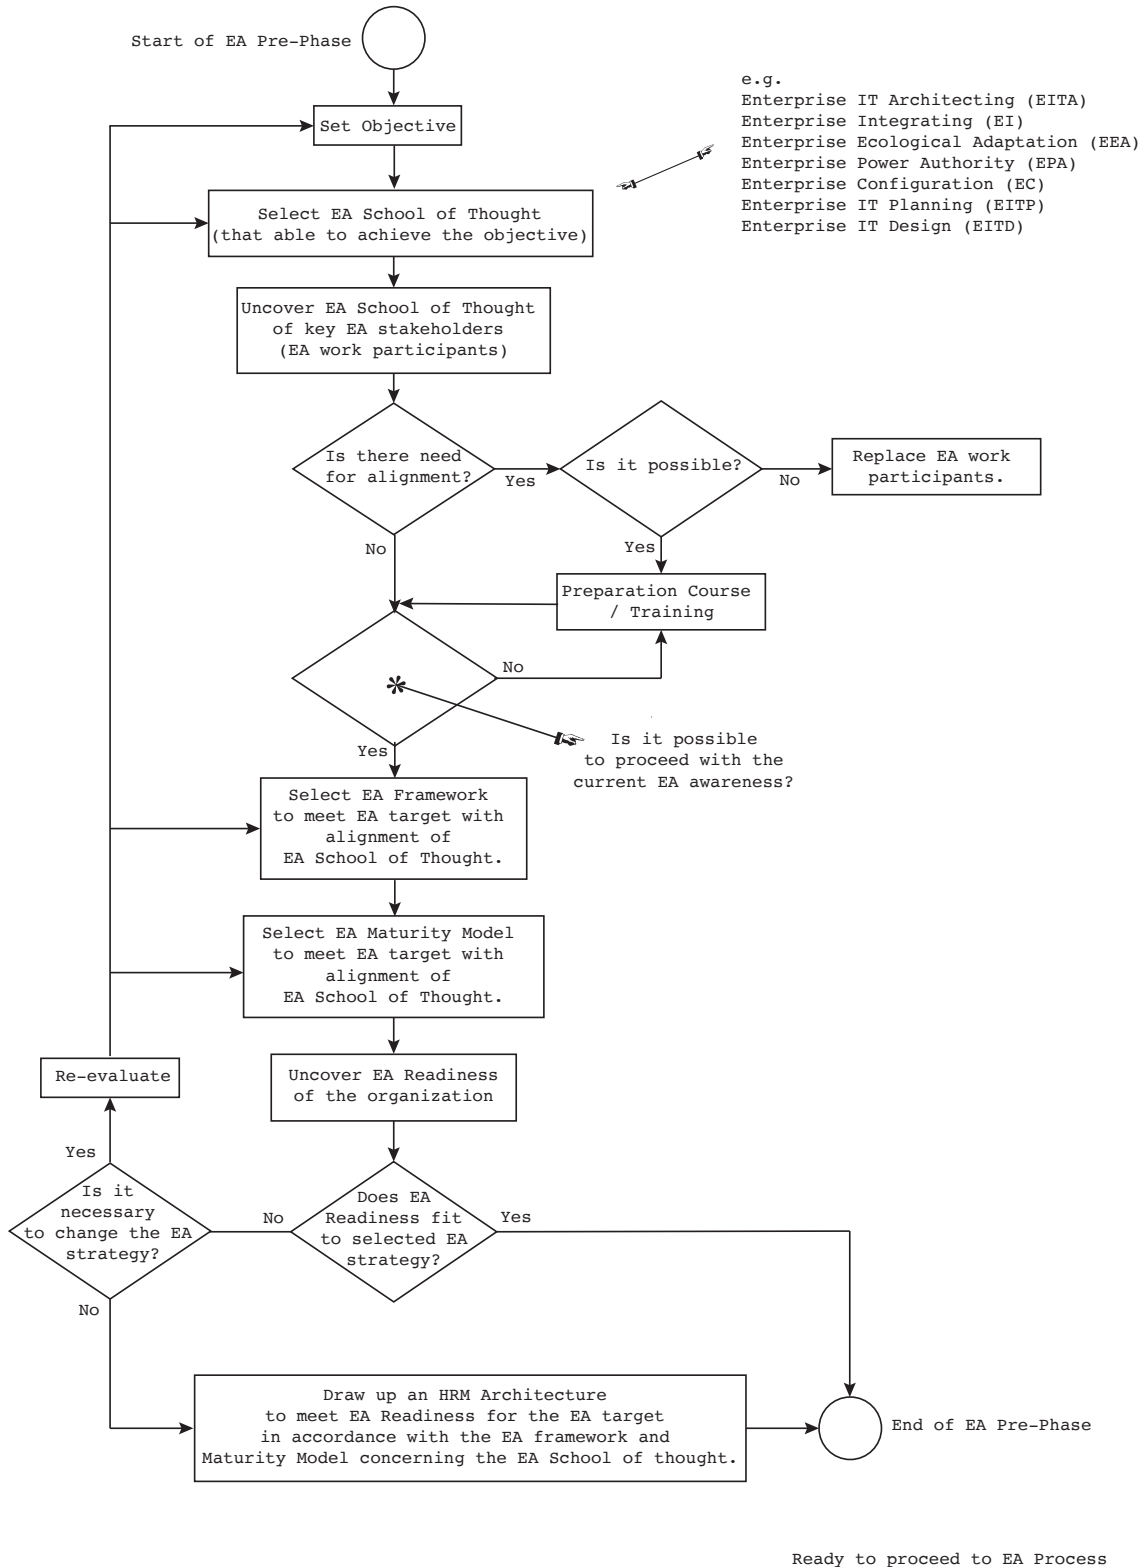 Start of EA Pre-Phase
e.g.
Enterprise IT Architecting (EITA)
Enterprise Integrating (EI)
Enterprise Ecological Adaptation (EEA)
Enterprise Power Authority (EPA)
Enterprise Configuration (EC)
Enterprise IT Planning (EITP)
Enterprise IT Design (EITD)
Set Objective
Select EA School of Thought
(that able to achieve the objective)
Uncover EA School of Thought
of key EA stakeholders
(EA work participants)
Is there need
for alignment?
Yes
Is it possible?
No
Replace EA work
participants.
No
Yes
Preparation Course
/ Training
*
No
Is it possible
to proceed with the
current EA awareness?
Yes
Select EA Framework
to meet EA target with
alignment of
EA School of Thought.
Select EA Maturity Model
to meet EA target with
alignment of
EA School of Thought.
Uncover EA Readiness
of the organization
Re-evaluate
Yes
Is it
necessary
to change the EA
strategy?
No
Does EA
Readiness fit
to selected EA
strategy?
Yes
No
Draw up an HRM Architecture
to meet EA Readiness for the EA target
in accordance with the EA framework and
Maturity Model concerning the EA School of thought.
End of EA Pre-Phase
Ready to proceed to EA Process